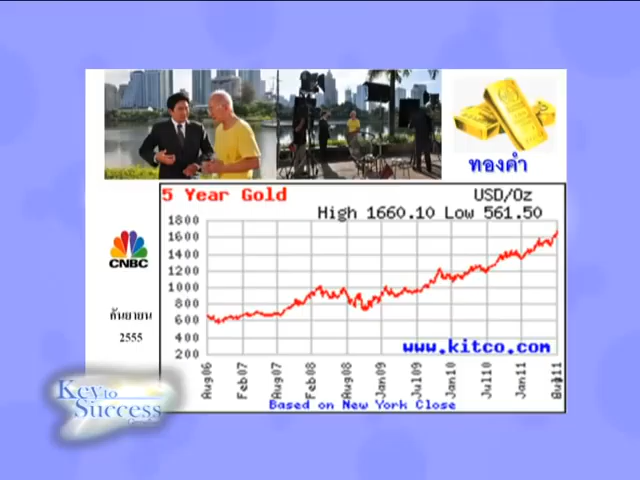 ทองคำ
5 Year Gold
USD/Oz
High 1660.10 Low 561.50
1800
1600
1400
1200
1000
800
600
400
200
CNBC
กันยายน
2555
www.kitco.com
Aug06
Feb07
Aug07
Feb08
Aug08
Jan09
Jul09
Jan10
Jul10
Jan11
Based on New York Close
Key to
Success